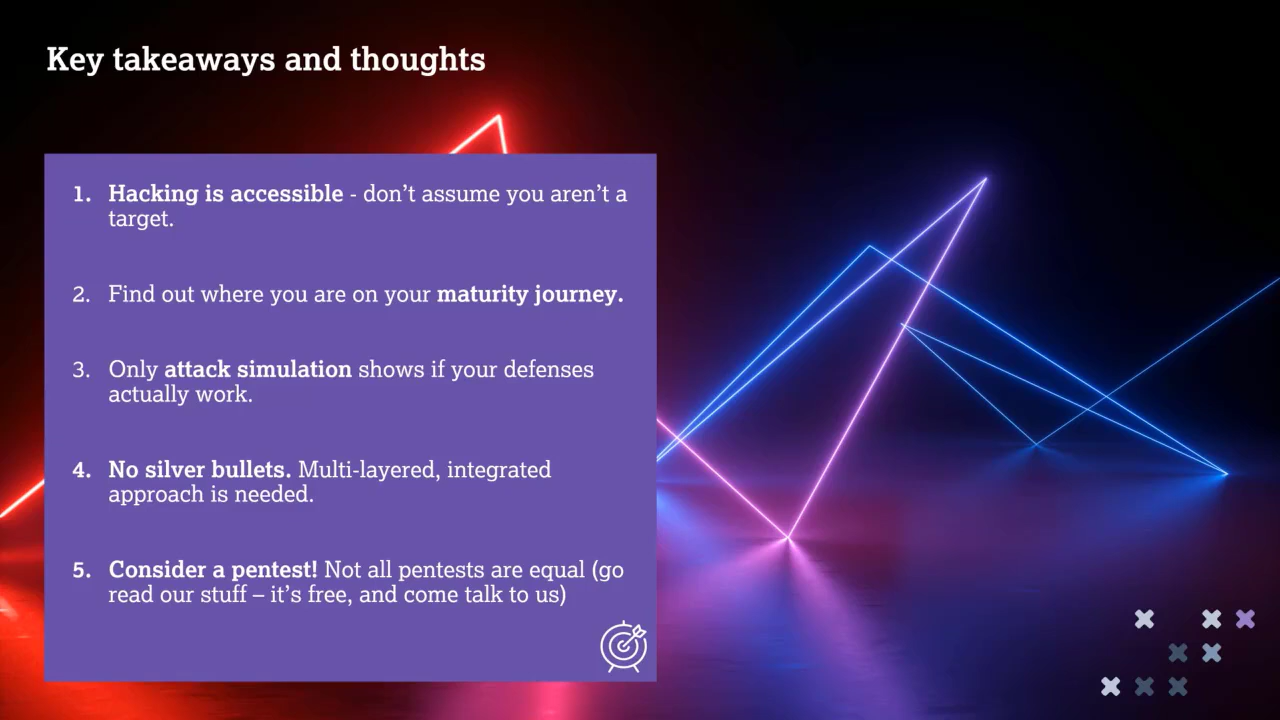 Key takeaways and thoughts
1. Hacking is accessible - don’t assume you aren’t a
target.
2. Find out where you are on your maturity journey.
3. Only attack simulation shows if your defenses
actually work.
4. No silver bullets. Multi-layered, integrated
approach is needed.
5. Consider a pentest! Not all pentests are equal (go
read our stuff – it’s free, and come talk to us)